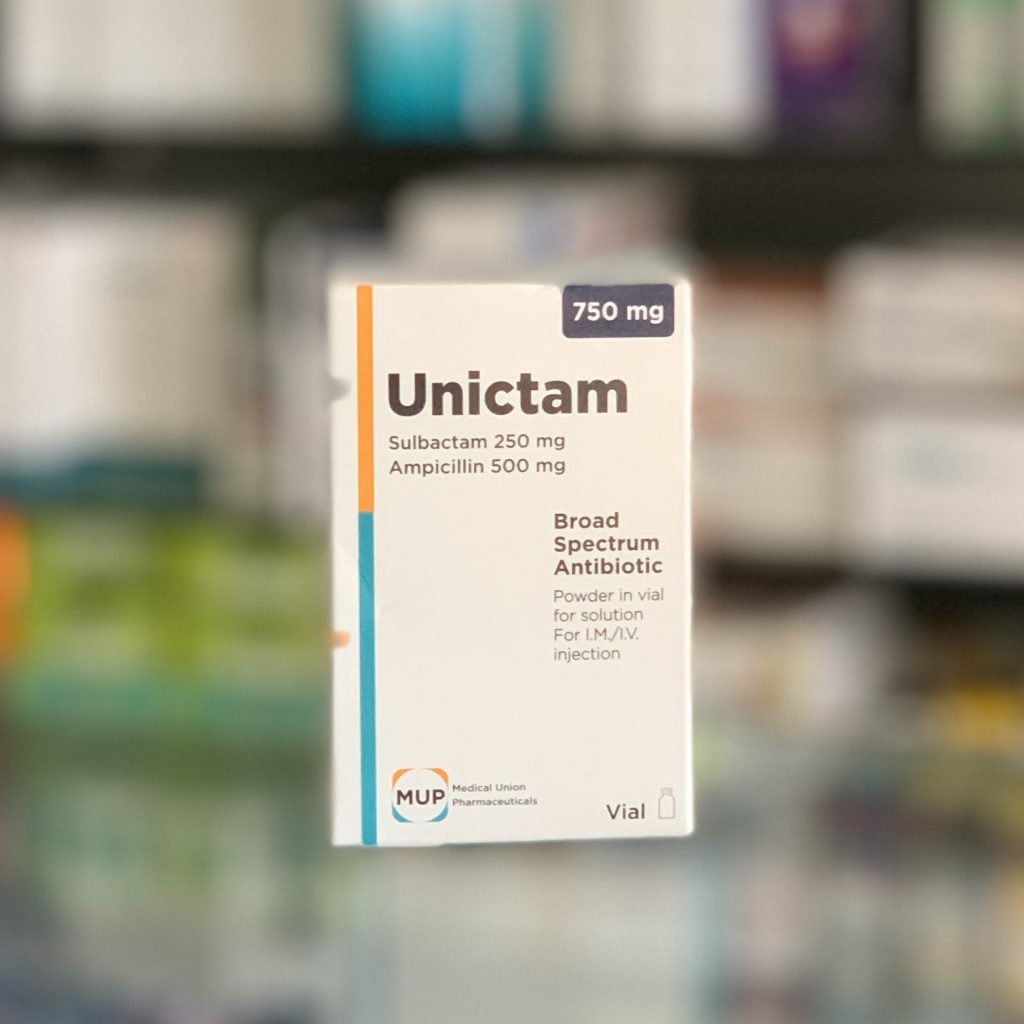 750 mg
Unictam
Sulbactam 250 mg
Ampicillin 500 mg
Broad
Spectrum
Antibiotic
Powder in vial
for solution
For I.M./I.V.
injection
MUP
Medical Union
Pharmaceuticals
Vial